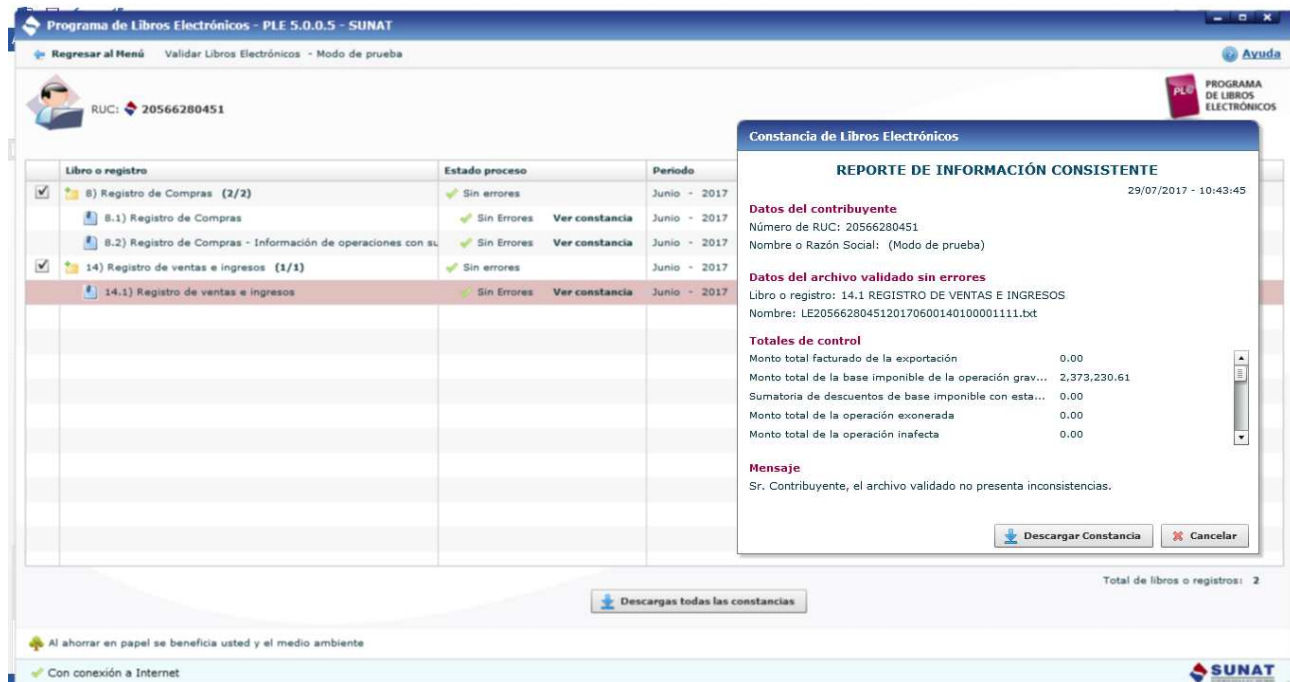 Programa de Libros Electrónicos - PLE 5.0.0.5 - SUNAT
Regresar al Menú Validar Libros Electrónicos - Modo de prueba Ayuda
RUC: 20566280451
PLE PROGRAMA
DE LIBROS
ELECTRÓNICOS
Libro o registro Estado proceso Periodo
8) Registro de Compras (2/2) Sin errores Junio - 2017
8.1) Registro de Compras Sin Errores Ver constancia Junio - 2017
8.2) Registro de Compras - Información de operaciones con su Sin Errores Ver constancia Junio - 2017
14) Registro de ventas e ingresos (1/1) Sin errores Junio - 2017
14.1) Registro de ventas e ingresos Sin Errores Ver constancia Junio - 2017
Constancia de Libros Electrónicos
REPORTE DE INFORMACIÓN CONSISTENTE
29/07/2017 - 10:43:45
Datos del contribuyente
Número de RUC: 20566280451
Nombre o Razón Social: (Modo de prueba)
Datos del archivo validado sin errores
Libro o registro: 14.1 REGISTRO DE VENTAS E INGRESOS
Nombre: LE2056628045120170600140100001111.txt
Totales de control
Monto total facturado de la exportación 0.00
Monto total de la base imponible de la operación grav... 2,373,230.61
Sumatoria de descuentos de base imponible con esta... 0.00
Monto total de la operación exonerada 0.00
Monto total de la operación inafecta 0.00
Mensaje
Sr. Contribuyente, el archivo validado no presenta inconsistencias.
Descargar Constancia Cancelar
Total de libros o registros: 2
Descargas todas las constancias
Al ahorrar en papel se beneficia usted y el medio ambiente
Con conexión a Internet
SUNAT